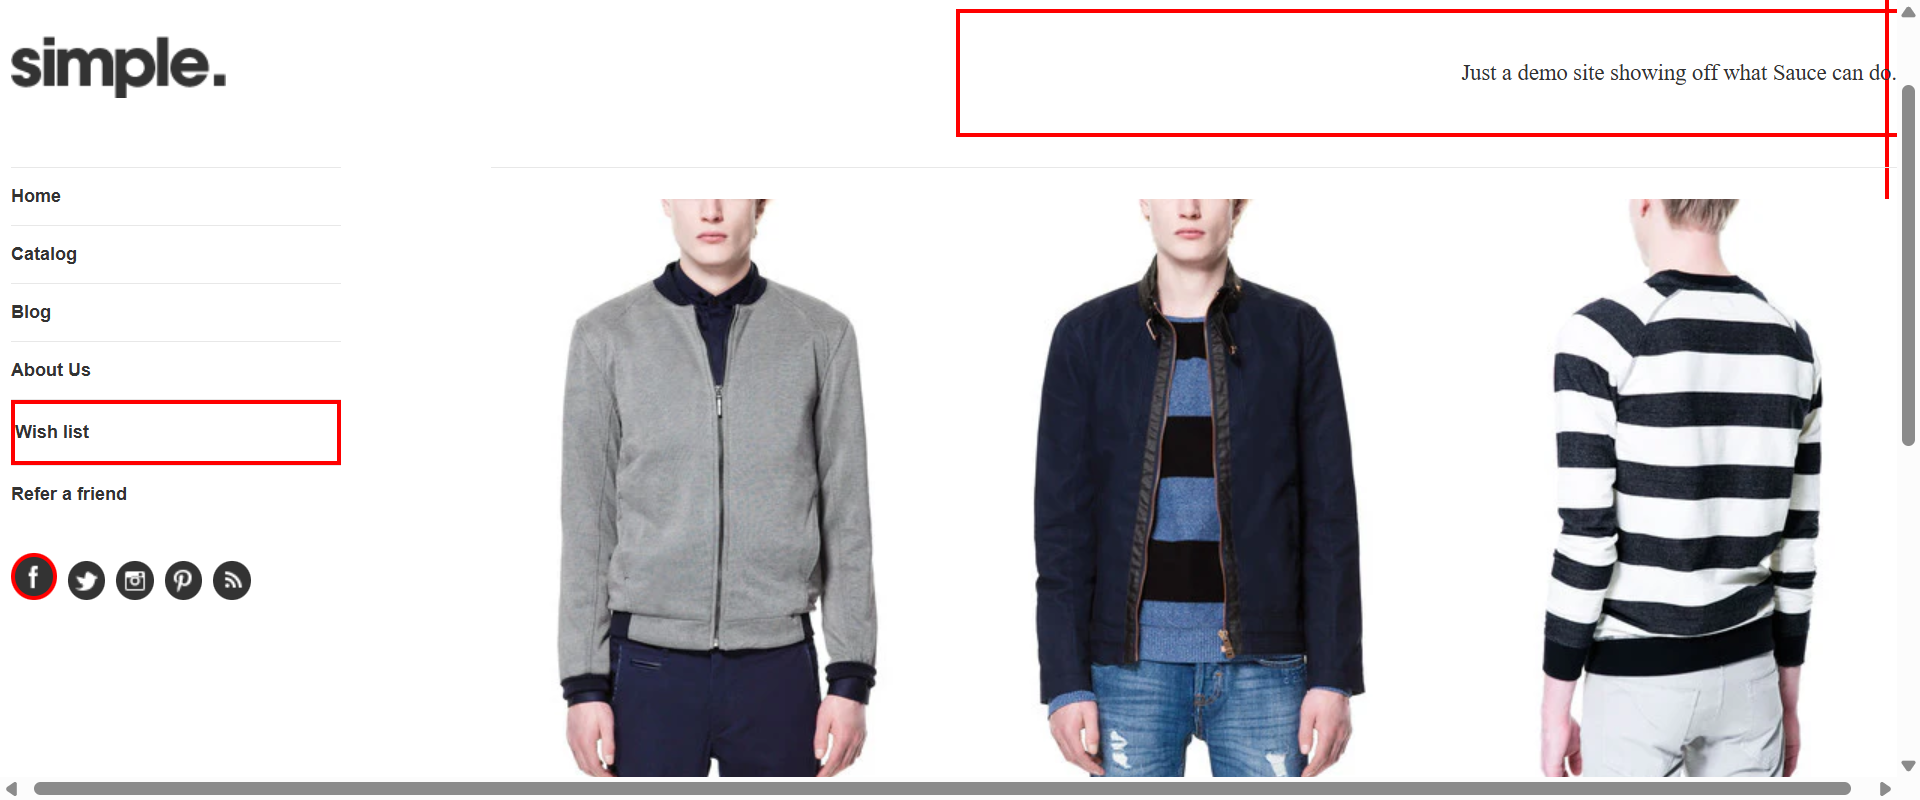 simple.
Just a demo site showing off what Sauce can do.
Home
Catalog
Blog
About Us
Wish list
Refer a friend